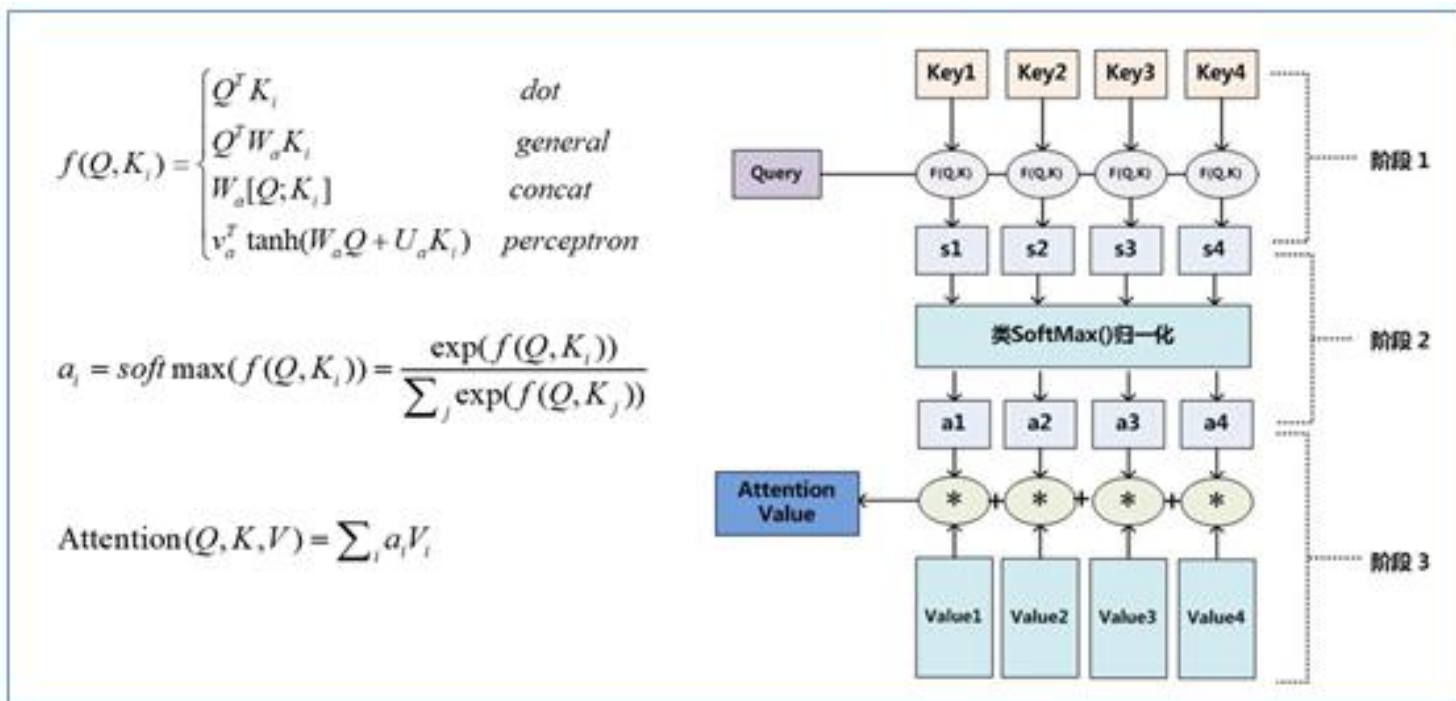 f(Q, K_i) = {
Q^T K_i dot
Q^T W_a K_i general
W_a[Q; K_i] concat
v_a^T tanh(W_a Q + U_a K_i) perceptron
a_i = soft max(f(Q, K_i)) = exp(f(Q, K_i)) / ∑_j exp(f(Q, K_j))
Attention(Q, K, V) = ∑_i a_i V_i
Key1 Key2 Key3 Key4
阶段 1
Query F(Q,K) F(Q,K) F(Q,K) F(Q,K)
s1 s2 s3 s4
类SoftMax()归一化
阶段 2
a1 a2 a3 a4
Attention
Value
* + * + * + *
阶段 3
Value1 Value2 Value3 Value4